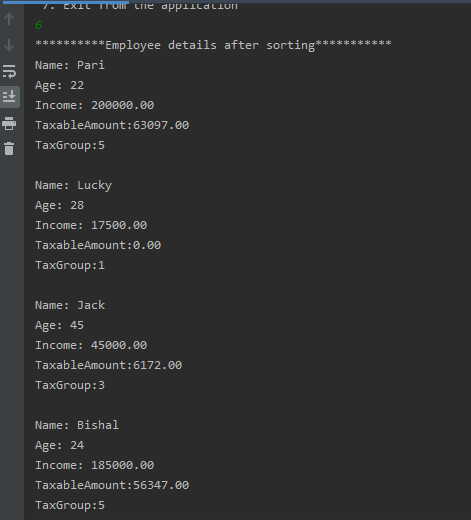 7. Exit from the application
6
**********Employee details after sorting***********
Name: Pari
Age: 22
Income: 200000.00
TaxableAmount:63097.00
TaxGroup:5
Name: Lucky
Age: 28
Income: 17500.00
TaxableAmount:0.00
TaxGroup:1
Name: Jack
Age: 45
Income: 45000.00
TaxableAmount:6172.00
TaxGroup:3
Name: Bishal
Age: 24
Income: 185000.00
TaxableAmount:56347.00
TaxGroup:5